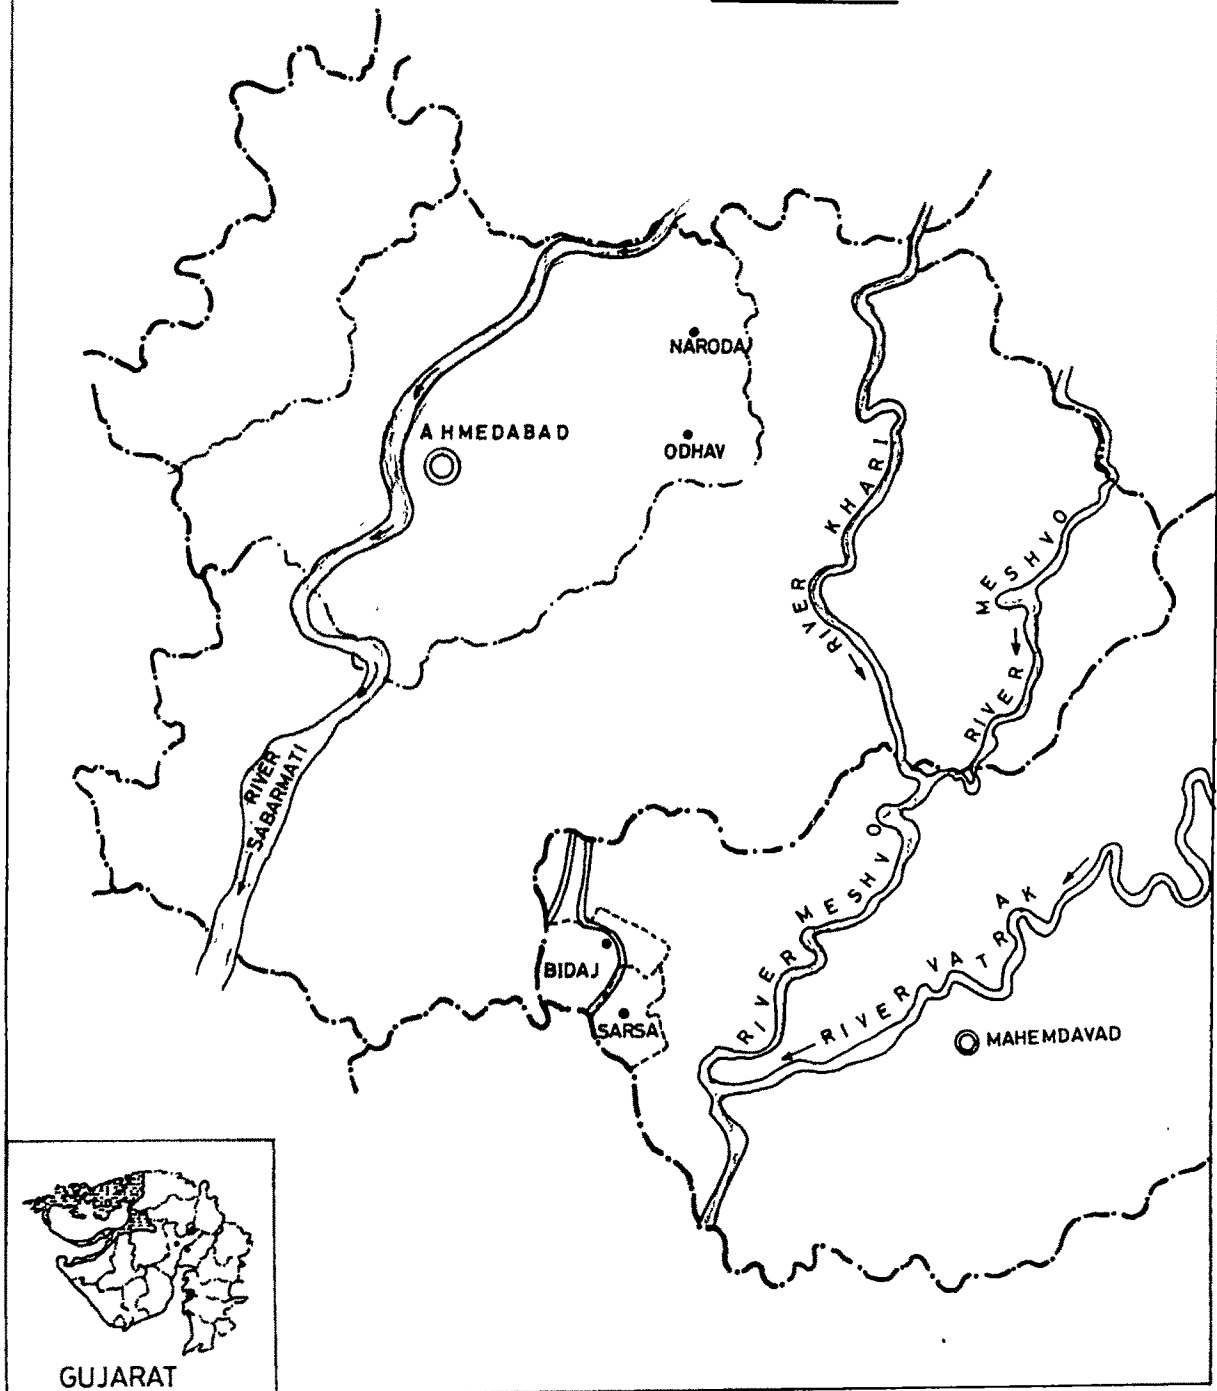 NARODA
AHMEDABAD
ODHAV
RIVER KHARI
RIVER MESHVO
RIVER
SABARMATI
RIVER MESHVO
RIVER VATRAK
BIDAJ
SARSA
MAHEMDAVAD
GUJARAT